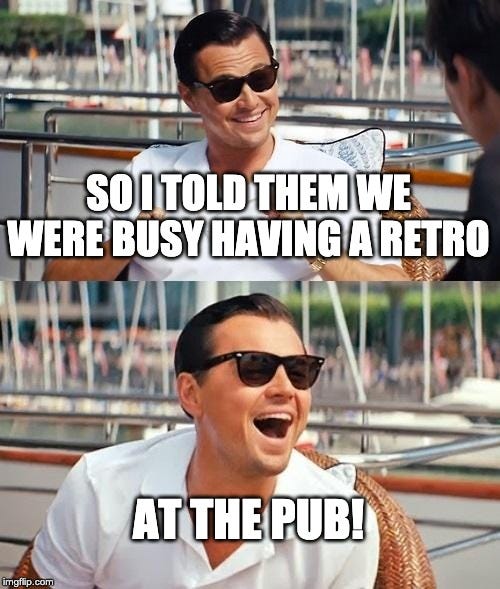 SO I TOLD THEM WE
WERE BUSY HAVING A RETRO
AT THE PUB!
imgflip.com